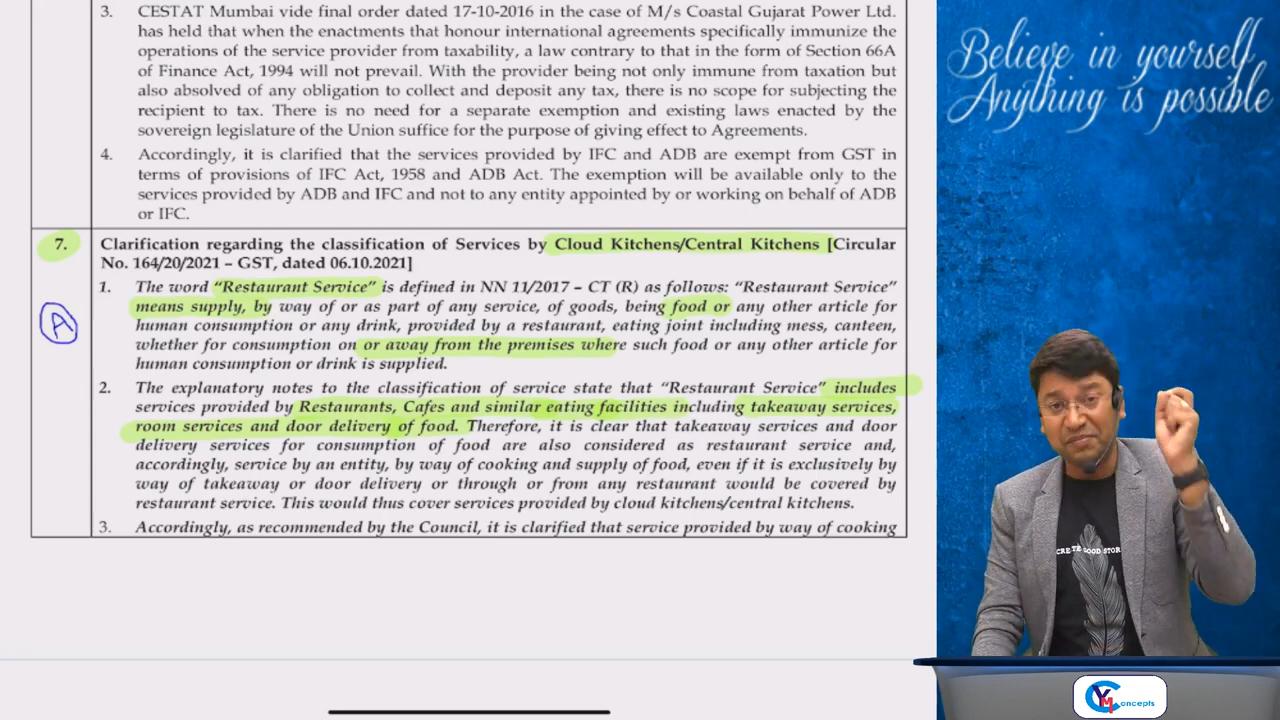 3. CESTAT Mumbai vide final order dated 17-10-2016 in the case of M/s Coastal Gujarat Power Ltd.
has held that when the enactments that honour international agreements specifically immunize the
operations of the service provider from taxability, a law contrary to that in the form of Section 66A
of Finance Act, 1994 will not prevail. With the provider being not only immune from taxation but
also absolved of any obligation to collect and deposit any tax, there is no scope for subjecting the
recipient to tax. There is no need for a separate exemption and existing laws enacted by the
sovereign legislature of the Union suffice for the purpose of giving effect to Agreements.
4. Accordingly, it is clarified that the services provided by IFC and ADB are exempt from GST in
term of provisions of IFC Act, 1958 and ADB Act. The exemption will be available only to the
services provided by ADB and IFC and not to any entity appointed by or working on behalf of ADB
or IFC.
7. Clarification regarding the classification of Services by Cloud Kitchens/Central Kitchens [Circular
No. 164/20/2021 – GST, dated 06.10.2021]
A
1. The word “Restaurant Service” is defined in NN 11/2017 – CT (R) as follows: “Restaurant Service”
means supply, by way of or as part of any service, of goods, being food or any other article for
human consumption or any drink, provided by a restaurant, eating joint including mess, canteen,
whether for consumption on or away from the premises where such food or any other article for
human consumption or drink is supplied.
2. The explanatory notes to the classification of service state that “Restaurant Service” includes
services provided by Restaurants, Cafes and similar eating facilities including takeaway services,
room services and door delivery of food. Therefore, it is clear that takeaway services and door
delivery services for consumption of food are also considered as restaurant service and,
accordingly, service by an entity, by way of cooking and supply of food, even if it is exclusively by
way of takeaway or door delivery or through or from any restaurant would be covered by
restaurant service. This would thus cover services provided by cloud kitchens/central kitchens.
3. Accordingly, as recommended by the Council, it is clarified that service provided by way of cooking
Believe in yourself
Anything is possible
CREATE GOOD STOR
YM Concepts